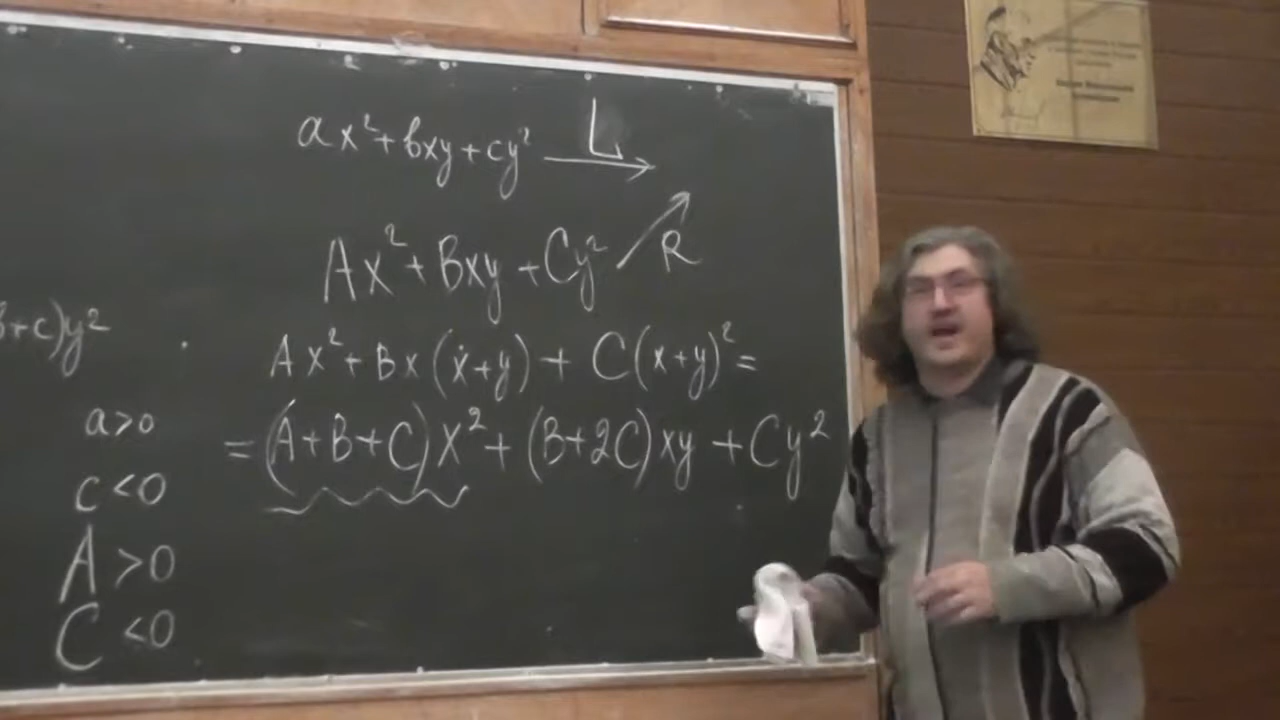 ax²+bxy+cy² L→
Ax²+Bxy+Cy² ↗R
b+c)y²
Ax²+Bx(x+y)+C(x+y)²=
=(A+B+C)x²+(B+2C)xy+Cy²
a>0
c<0
A>0
C<0